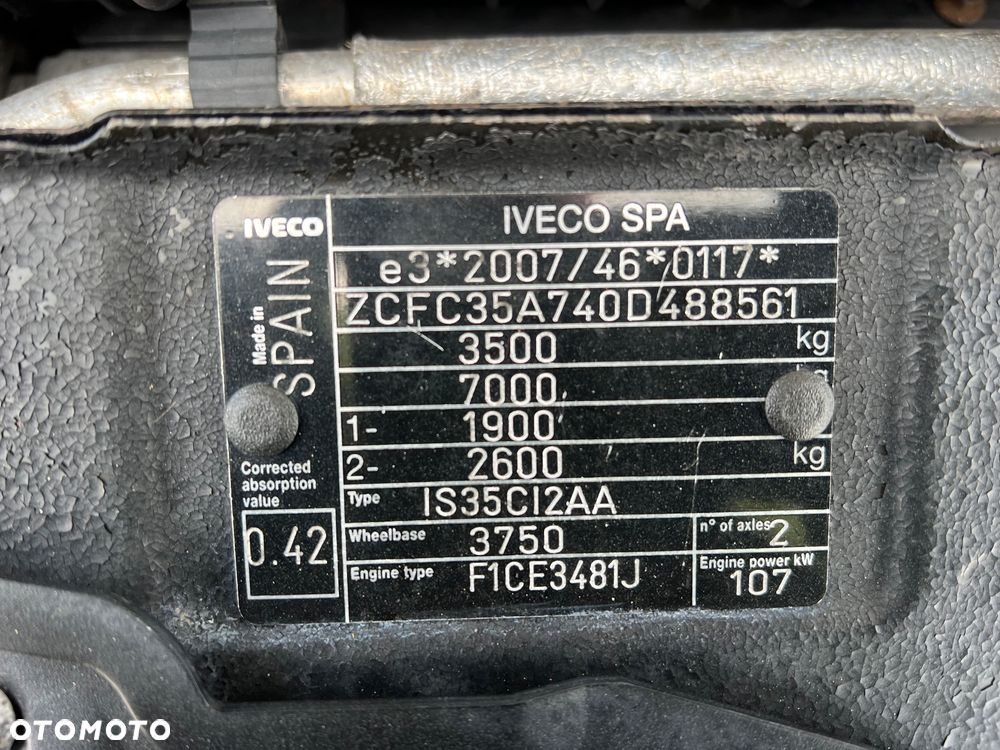 IVECO
IVECO SPA
Made in
SPAIN
e3*2007/46*0117*
ZCFC35A740D488561
3500 kg
7000
1- 1900
2- 2600 kg
Corrected
absorption
value
0.42
Type IS35CI2AA
Wheelbase 3750
n° of axles 2
Engine type F1CE3481J
Engine power kW
107
OTOMOTO